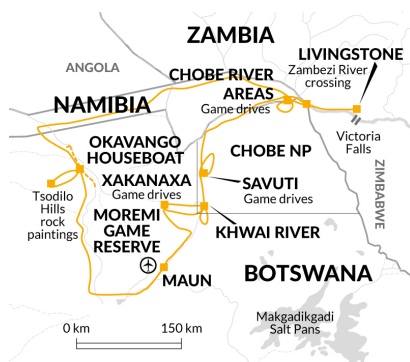 ZAMBIA
LIVINGSTONE
Zambezi River
crossing
ANGOLA
CHOBE RIVER
AREAS
Game drives
NAMIBIA
Victoria
Falls
OKAVANGO
HOUSEBOAT
CHOBE NP
XAKANAXA
Game drives
SAVUTI
Game drives
ZIMBABWE
Tsodilo
Hills
rock
paintings
MOREMI
GAME
RESERVE
KHWAI RIVER
MAUN
BOTSWANA
Makgadikgadi
Salt Pans
0 km
150 km